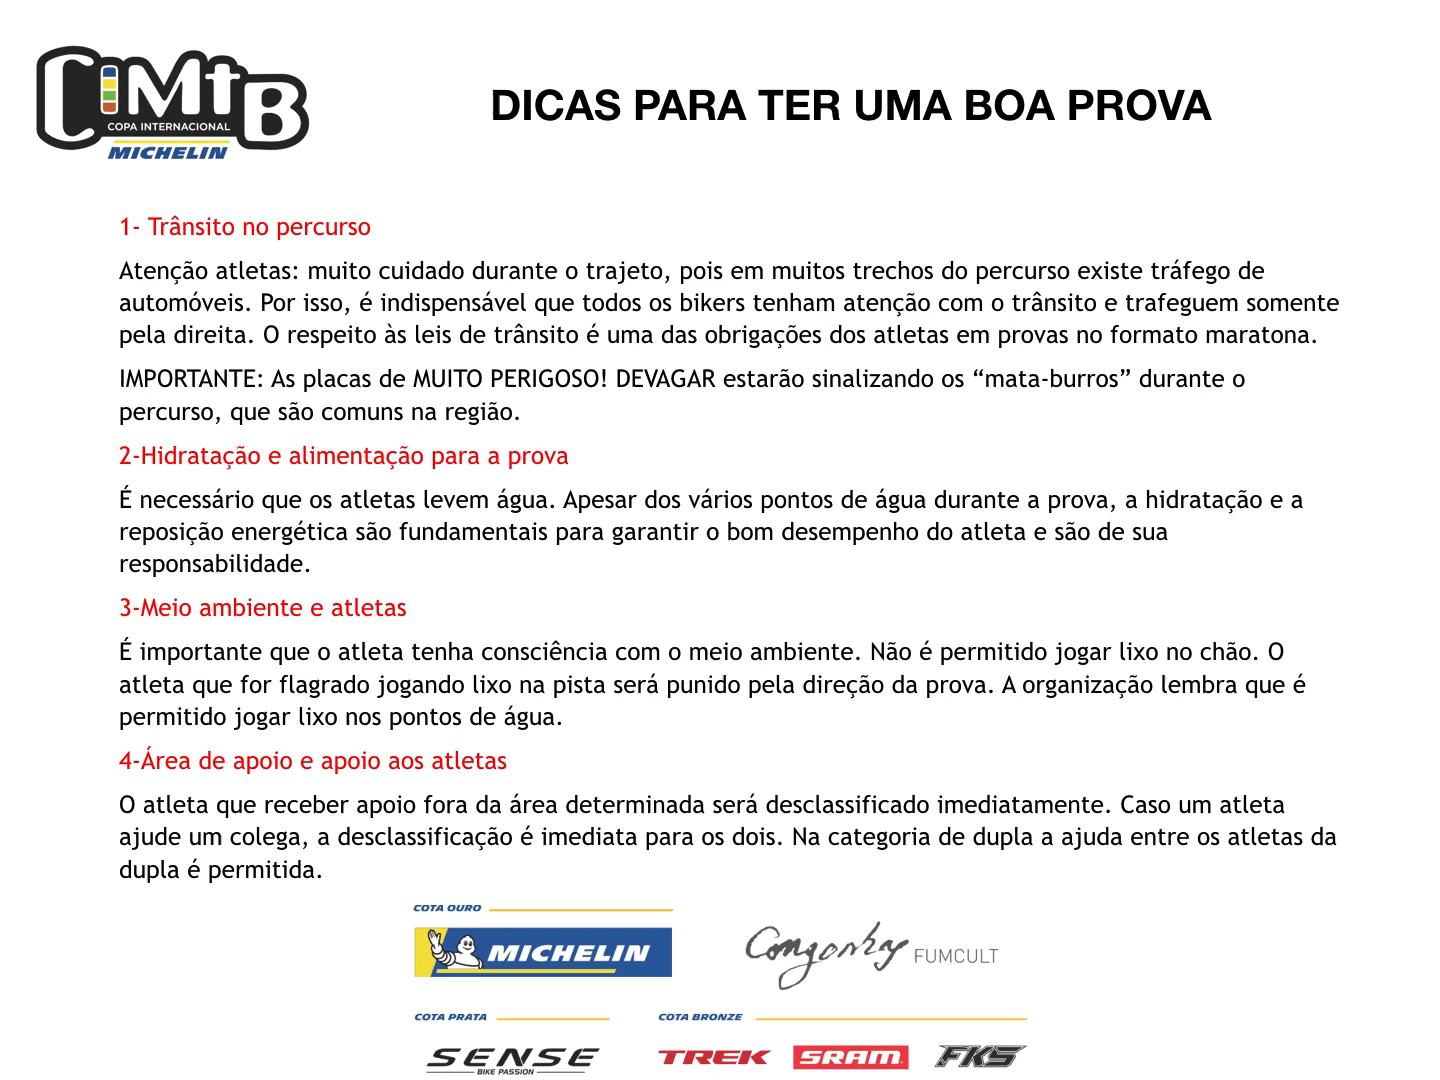 CIMtB
COPA INTERNACIONAL
MICHELIN
DICAS PARA TER UMA BOA PROVA
1- Trânsito no percurso
Atenção atletas: muito cuidado durante o trajeto, pois em muitos trechos do percurso existe tráfego de
automóveis. Por isso, é indispensável que todos os bikers tenham atenção com o trânsito e trafeguem somente
pela direita. O respeito às leis de trânsito é uma das obrigações dos atletas em provas no formato maratona.
IMPORTANTE: As placas de MUITO PERIGOSO! DEVAGAR estarão sinalizando os “mata-burros” durante o
percurso, que são comuns na região.
2-Hidratação e alimentação para a prova
É necessário que os atletas levem água. Apesar dos vários pontos de água durante a prova, a hidratação e a
reposição energética são fundamentais para garantir o bom desempenho do atleta e são de sua
responsabilidade.
3-Meio ambiente e atletas
É importante que o atleta tenha consciência com o meio ambiente. Não é permitido jogar lixo no chão. O
atleta que for flagrado jogando lixo na pista será punido pela direção da prova. A organização lembra que é
permitido jogar lixo nos pontos de água.
4-Área de apoio e apoio aos atletas
O atleta que receber apoio fora da área determinada será desclassificado imediatamente. Caso um atleta
ajude um colega, a desclassificação é imediata para os dois. Na categoria de dupla a ajuda entre os atletas da
dupla é permitida.
COTA OURO
MICHELIN
Congonhas FUMCULT
COTA PRATA
COTA BRONZE
SENSE
BIKE PASSION
TREK
SRAM
FKS